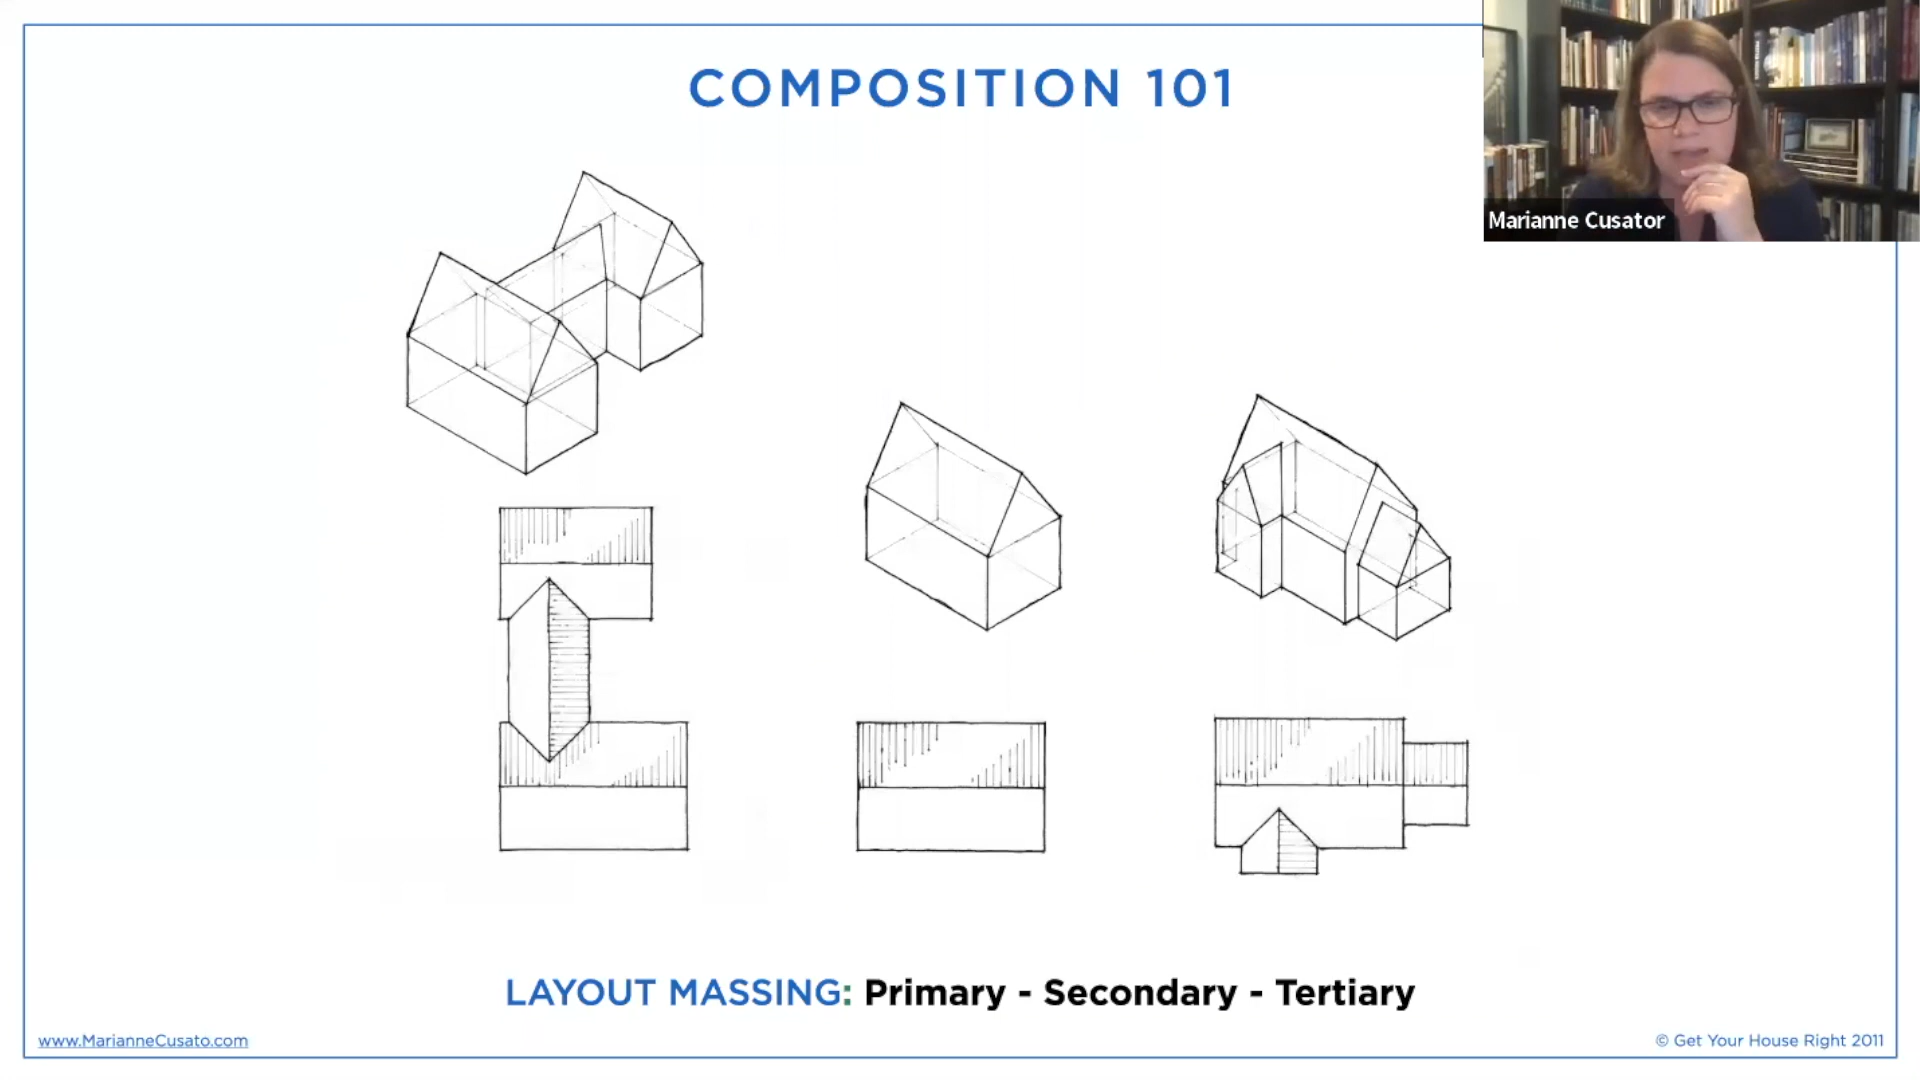 COMPOSITION 101
Marianne Cusator
LAYOUT MASSING: Primary - Secondary - Tertiary
www.MarianneCusato.com
© Get Your House Right 2011